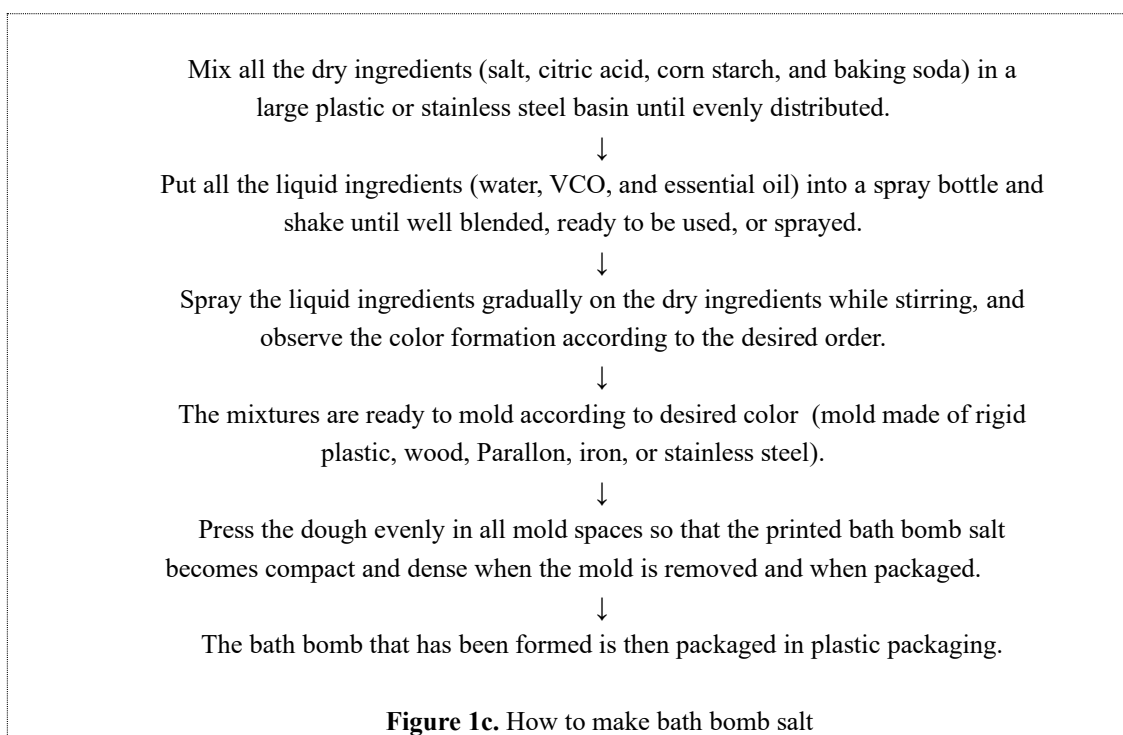 Mix all the dry ingredients (salt, citric acid, corn starch, and baking soda) in a
large plastic or stainless steel basin until evenly distributed.
↓
Put all the liquid ingredients (water, VCO, and essential oil) into a spray bottle and
shake until well blended, ready to be used, or sprayed.
↓
Spray the liquid ingredients gradually on the dry ingredients while stirring, and
observe the color formation according to the desired order.
↓
The mixtures are ready to mold according to desired color (mold made of rigid
plastic, wood, Parallon, iron, or stainless steel).
↓
Press the dough evenly in all mold spaces so that the printed bath bomb salt
becomes compact and dense when the mold is removed and when packaged.
↓
The bath bomb that has been formed is then packaged in plastic packaging.
Figure 1c. How to make bath bomb salt